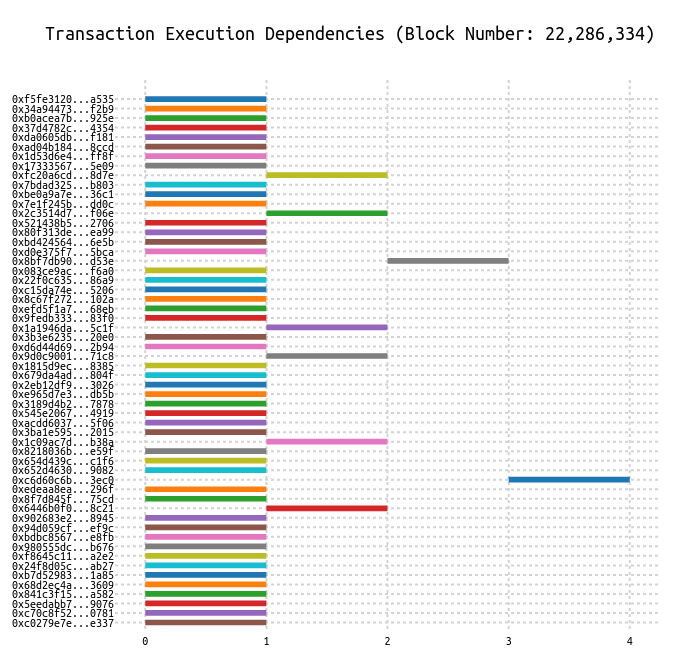 Transaction Execution Dependencies (Block Number: 22,286,334)
0xf5fe3120...a535
0x34a94473...f2b9
0xb0acea7b...925e
0x37d4782c...4354
0xda0605db...f181
0xad04b184...8ccd
0x1d53d6e4...ff8f
0x17333567...5e09
0xfc20a6cd...8d7e
0x7bdad325...b803
0xbe0a9a7e...36c1
0x7e1f245b...dd0c
0x2c3514d7...f06e
0x521438b5...2706
0x80f313de...ea99
0xbd424564...6e5b
0xd0e375f7...5bca
0x8bf7db90...d53e
0x083ce9ac...f6a0
0x22f0c635...86a9
0xc15da74e...5206
0x8c67f272...102a
0xefd5f1a7...68eb
0x9fedb333...83f0
0x1a1946da...5c1f
0x3b3e6235...20e0
0xd6d44d69...2b94
0x9d0c9001...71c8
0x1815d9ec...8385
0x679da4ad...804f
0x2eb12df9...3026
0xe965d7e3...db5b
0x3189d4b2...7878
0x545e2067...4919
0xacdd6037...5f06
0x3ba1e595...2015
0x1c09ac7d...b38a
0x8218036b...e59f
0x654d439c...c1f6
0x652d4630...9082
0xc6d60c6b...3ec0
0xedeaa8ea...296f
0x8f7d845f...75cd
0x6446b0f0...8c21
0x902683e2...8945
0x94d059cf...ef9c
0xbdbc8567...e8fb
0x980555dc...b676
0xf8645c11...a2e2
0x24f8d05c...ab27
0xb7d52983...1a85
0x68d2ec4a...3609
0x841c3f15...a582
0x5eedabb7...9076
0xc70c8f52...0781
0xc0279e7e...e337
0 1 2 3 4